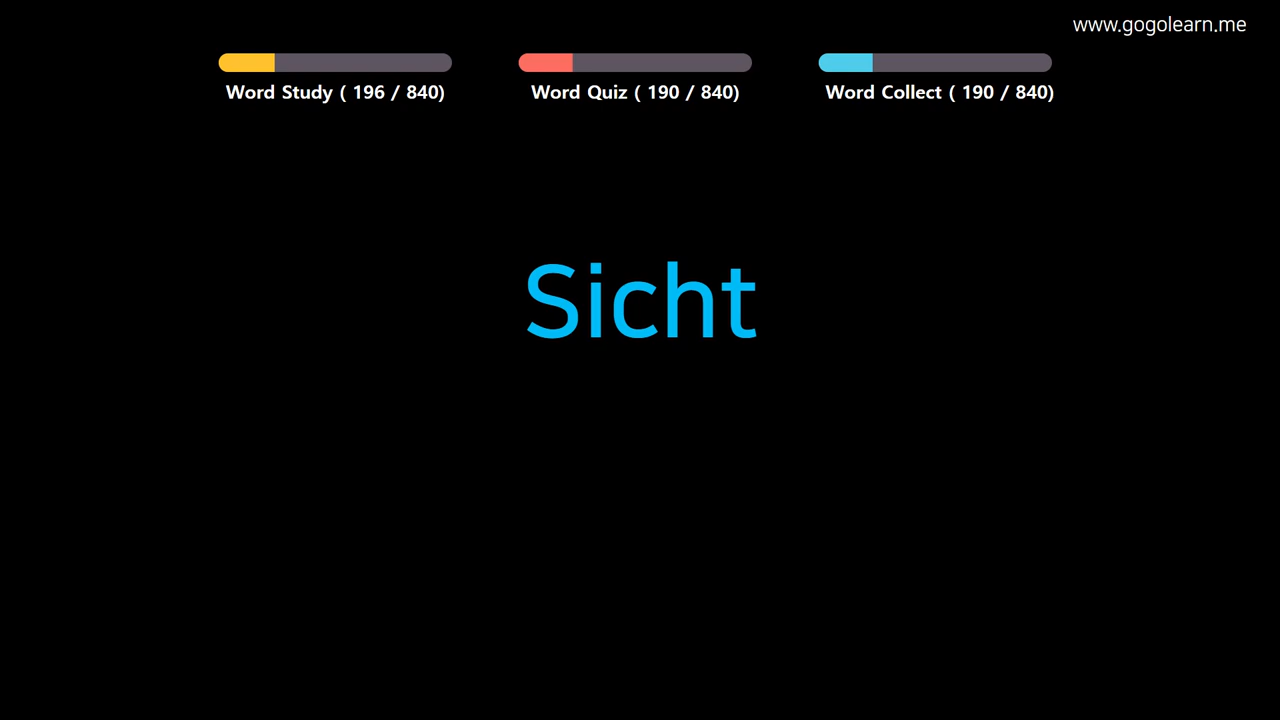 www.gogolearn.me
Word Study ( 196 / 840)
Word Quiz ( 190 / 840)
Word Collect ( 190 / 840)
Sicht